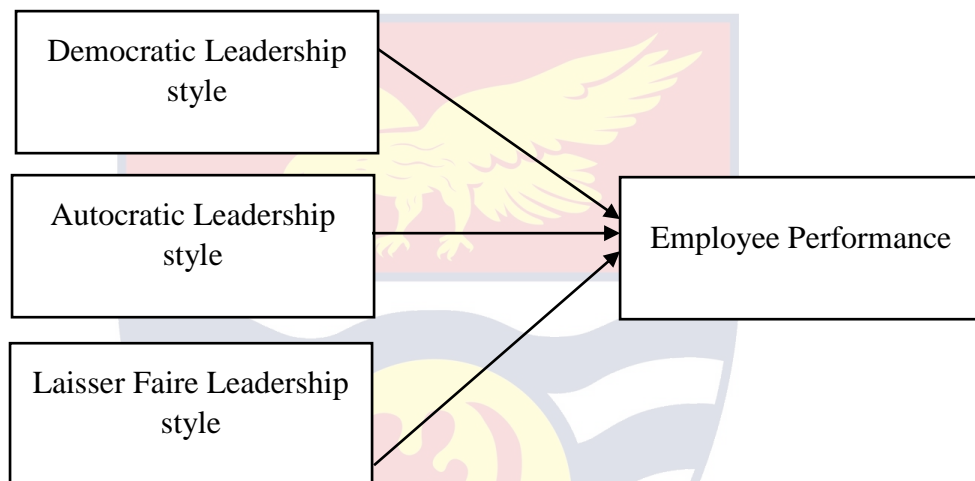 Democratic Leadership
style
Autocratic Leadership
style
Employee Performance
Laisser Faire Leadership
style